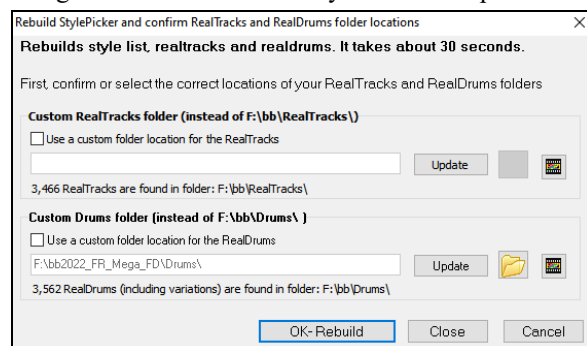 Rebuild StylePicker and confirm RealTracks and RealDrums folder locations
Rebuilds style list, realtracks and realdrums. It takes about 30 seconds.
First, confirm or select the correct locations of your RealTracks and RealDrums folders
Custom RealTracks folder (instead of F:\bb\RealTracks\)
Use a custom folder location for the RealTracks
Update
3,466 RealTracks are found in folder: F:\bb\RealTracks\
Custom Drums folder (instead of F:\bb\Drums\ )
Use a custom folder location for the RealDrums
F:\bb2022_FR_Mega_FD\Drums\ Update
3,562 RealDrums (including variations) are found in folder: F:\bb\Drums\
OK- Rebuild Close Cancel